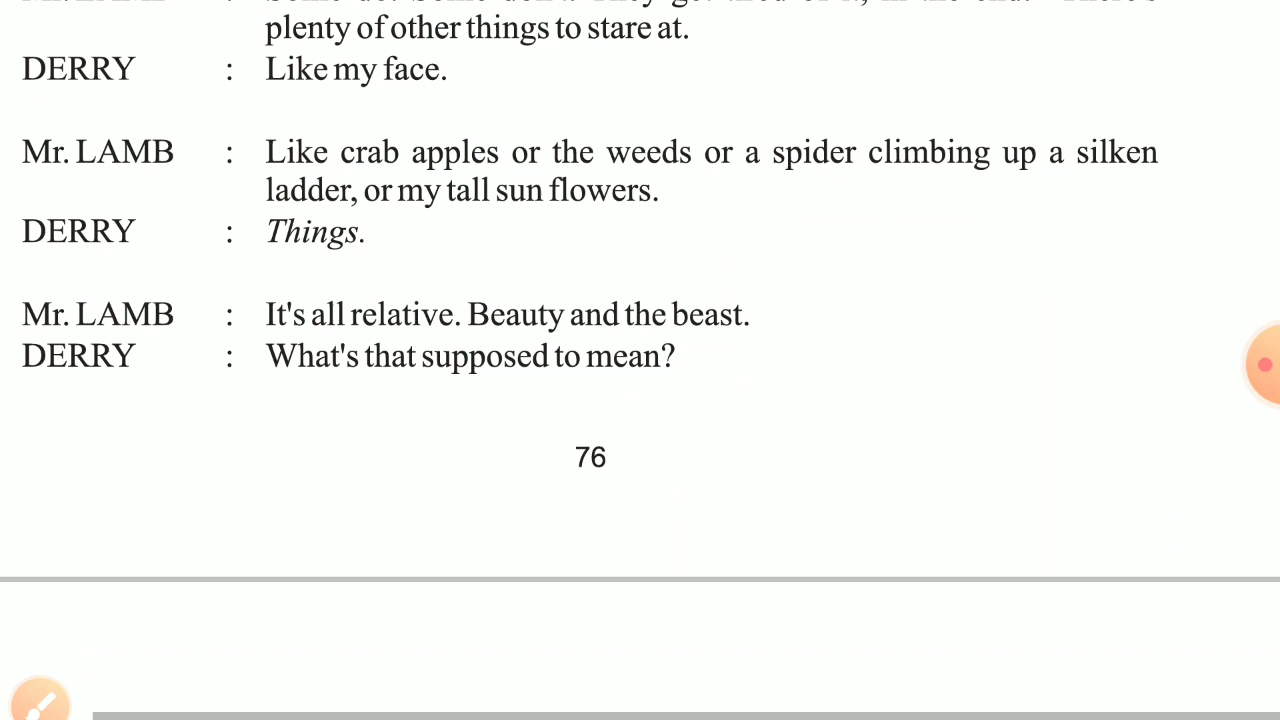 plenty of other things to stare at.
DERRY : Like my face.
Mr. LAMB : Like crab apples or the weeds or a spider climbing up a silken
ladder, or my tall sun flowers.
DERRY : Things.
Mr. LAMB : It's all relative. Beauty and the beast.
DERRY : What's that supposed to mean?
76